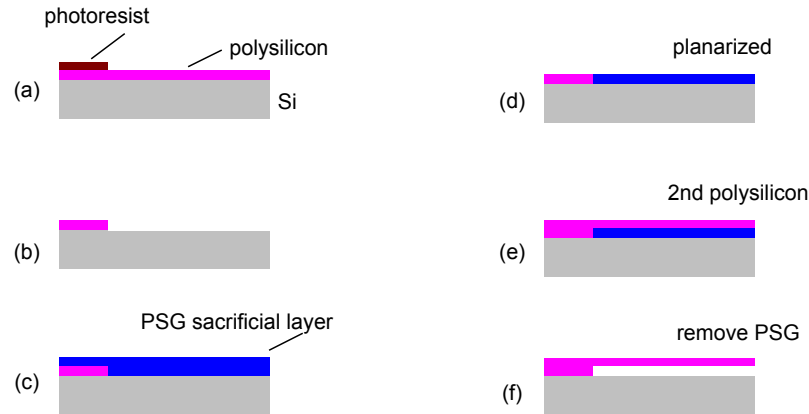 photoresist
polysilicon
(a)
Si
(b)
PSG sacrificial layer
(c)
planarized
(d)
2nd polysilicon
(e)
remove PSG
(f)